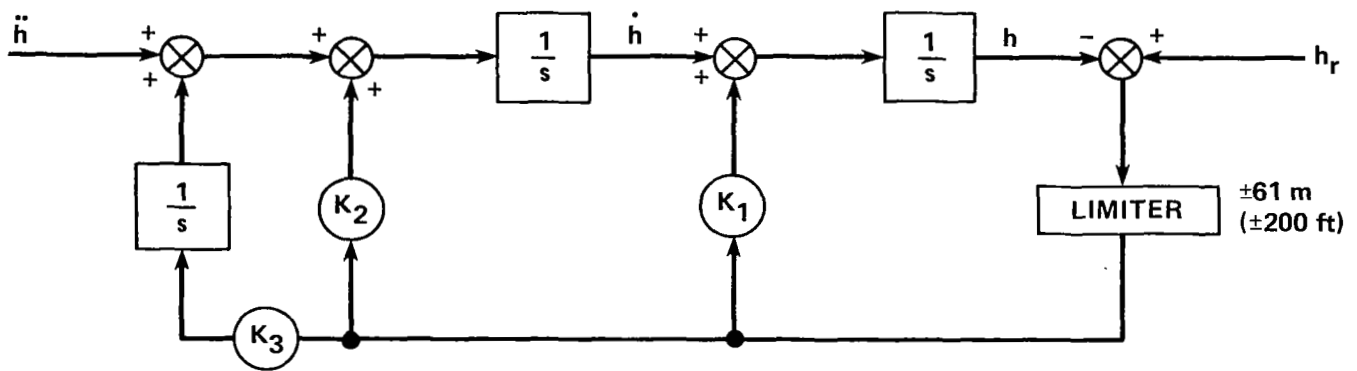 ḧ
+
+
+
+
1
s
ḣ
+
+
1
s
h
−
+
h_r
1
s
K₂
K₁
LIMITER
±61 m
(±200 ft)
K₃